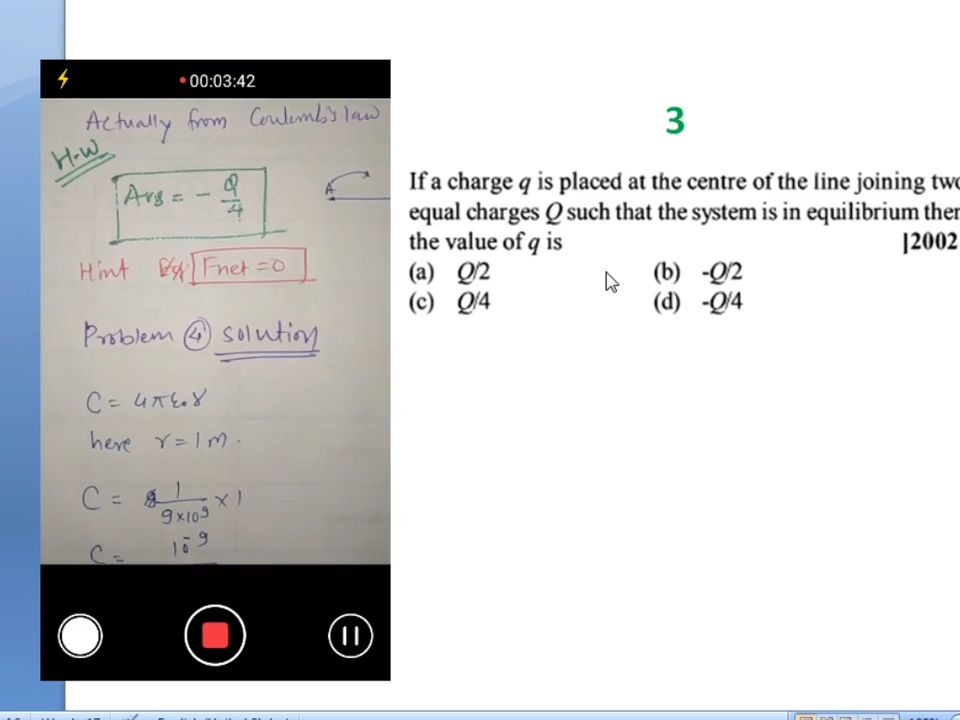 00:03:42
Actually from Coulomb's law
H.W
Ans = - Q/4
Hint Fnet = 0
Problem 4 solution
C = 4πε₀r
here r = 1 m.
C = 1/9×10⁹ × 1
C = 10⁻⁹
3
If a charge q is placed at the centre of the line joining two
equal charges Q such that the system is in equilibrium then
the value of q is |2002
(a) Q/2 (b) -Q/2
(c) Q/4 (d) -Q/4